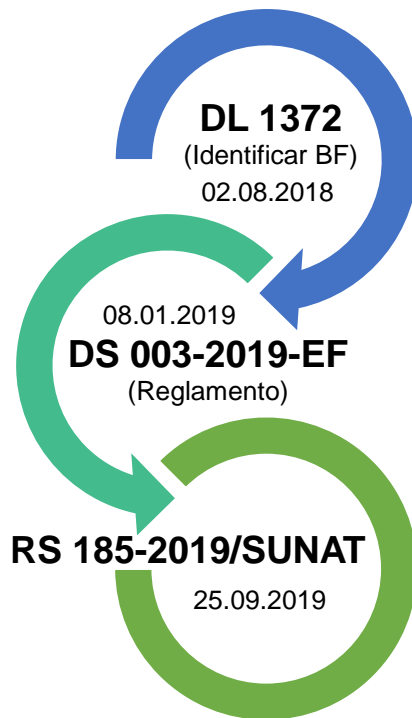 DL 1372
(Identificar BF)
02.08.2018
08.01.2019
DS 003-2019-EF
(Reglamento)
RS 185-2019/SUNAT
25.09.2019